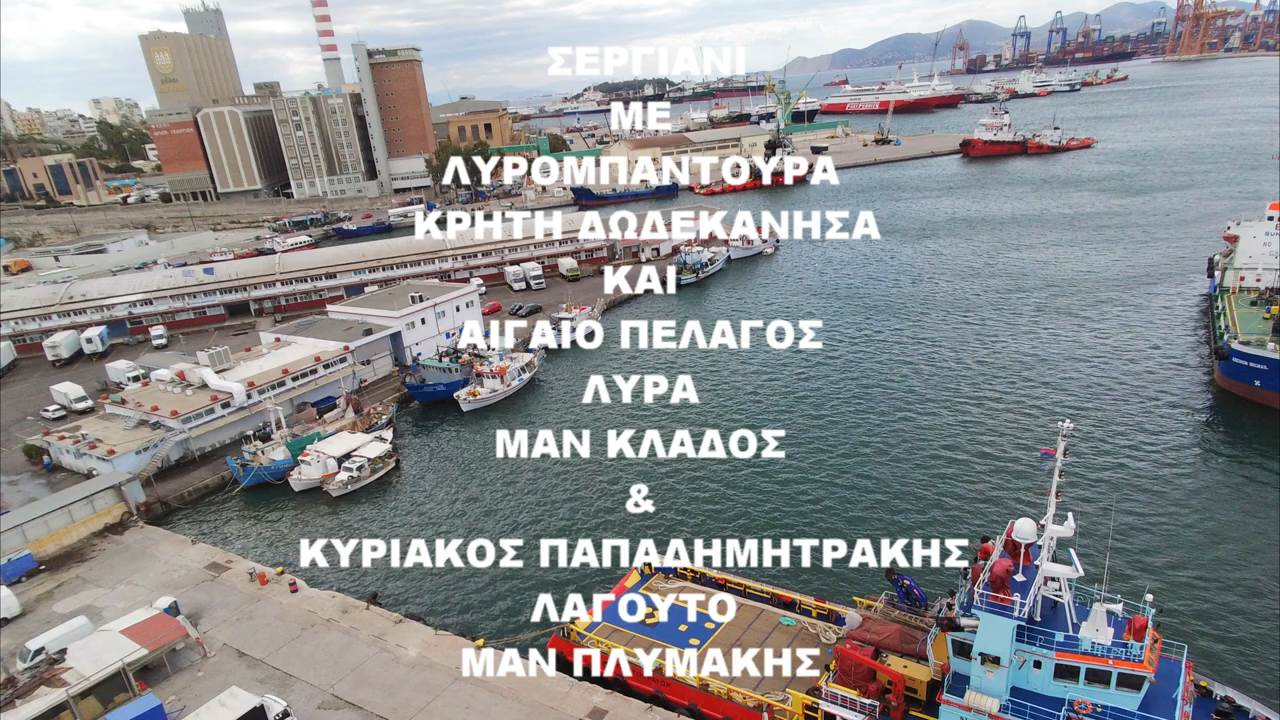 ΣΕΡΓΙΑΝΙ
ΜΕ
ΛΥΡΟΜΠΑΝΤΟΥΡΑ
ΚΡΗΤΗ ΔΩΔΕΚΑΝΗΣΑ
ΚΑΙ
ΑΙΓΑΙΟ ΠΕΛΑΓΟΣ
ΛΥΡΑ
ΜΑΝ ΚΛΑΔΟΣ
&
ΚΥΡΙΑΚΟΣ ΠΑΠΑΔΗΜΗΤΡΑΚΗΣ
ΛΑΓΟΥΤΟ
ΜΑΝ ΠΛΥΜΑΚΗΣ